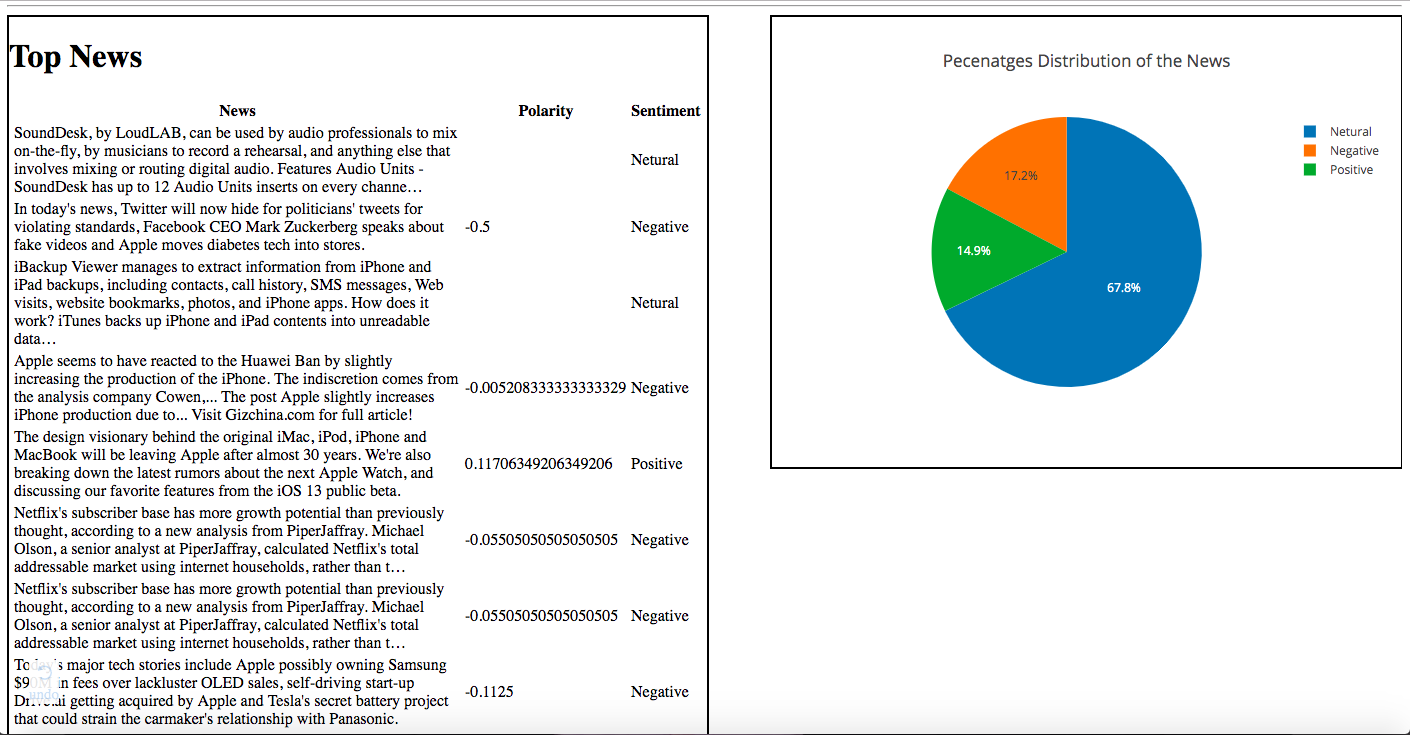 Top News
News Polarity Sentiment
SoundDesk, by LoudLAB, can be used by audio professionals to mix
on-the-fly, by musicians to record a rehearsal, and anything else that
involves mixing or routing digital audio. Features Audio Units -
SoundDesk has up to 12 Audio Units inserts on every channe…
Netural
In today's news, Twitter will now hide for politicians' tweets for
violating standards, Facebook CEO Mark Zuckerberg speaks about
fake videos and Apple moves diabetes tech into stores.
-0.5 Negative
iBackup Viewer manages to extract information from iPhone and
iPad backups, including contacts, call history, SMS messages, Web
visits, website bookmarks, photos, and iPhone apps. How does it
work? iTunes backs up iPhone and iPad contents into unreadable
data…
Netural
Apple seems to have reacted to the Huawei Ban by slightly
increasing the production of the iPhone. The indiscretion comes from
the analysis company Cowen,... The post Apple slightly increases
iPhone production due to... Visit Gizchina.com for full article!
-0.005208333333333329 Negative
The design visionary behind the original iMac, iPod, iPhone and
MacBook will be leaving Apple after almost 30 years. We're also
breaking down the latest rumors about the next Apple Watch, and
discussing our favorite features from the iOS 13 public beta.
0.11706349206349206 Positive
Netflix's subscriber base has more growth potential than previously
thought, according to a new analysis from PiperJaffray. Michael
Olson, a senior analyst at PiperJaffray, calculated Netflix's total
addressable market using internet households, rather than t…
-0.05505050505050505 Negative
Netflix's subscriber base has more growth potential than previously
thought, according to a new analysis from PiperJaffray. Michael
Olson, a senior analyst at PiperJaffray, calculated Netflix's total
addressable market using internet households, rather than t…
-0.05505050505050505 Negative
Today's major tech stories include Apple possibly owning Samsung
$90M in fees over lackluster OLED sales, self-driving start-up
Drive.ai getting acquired by Apple and Tesla's secret battery project
that could strain the carmaker's relationship with Panasonic.
-0.1125 Negative
undo
Pecenatges Distribution of the News
17.2%
14.9%
67.8%
Netural
Negative
Positive